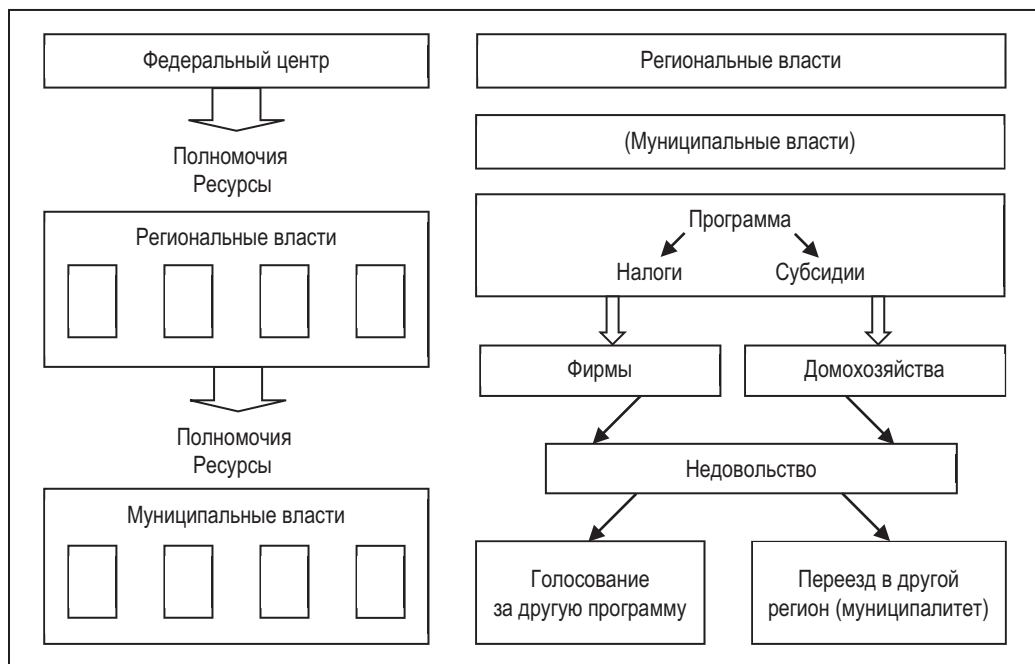 Федеральный центр
Полномочия
Ресурсы
Региональные власти
Полномочия
Ресурсы
Муниципальные власти
Региональные власти
(Муниципальные власти)
Программа
Налоги
Субсидии
Фирмы
Домохозяйства
Недовольство
Голосование
за другую программу
Переезд в другой
регион (муниципалитет)